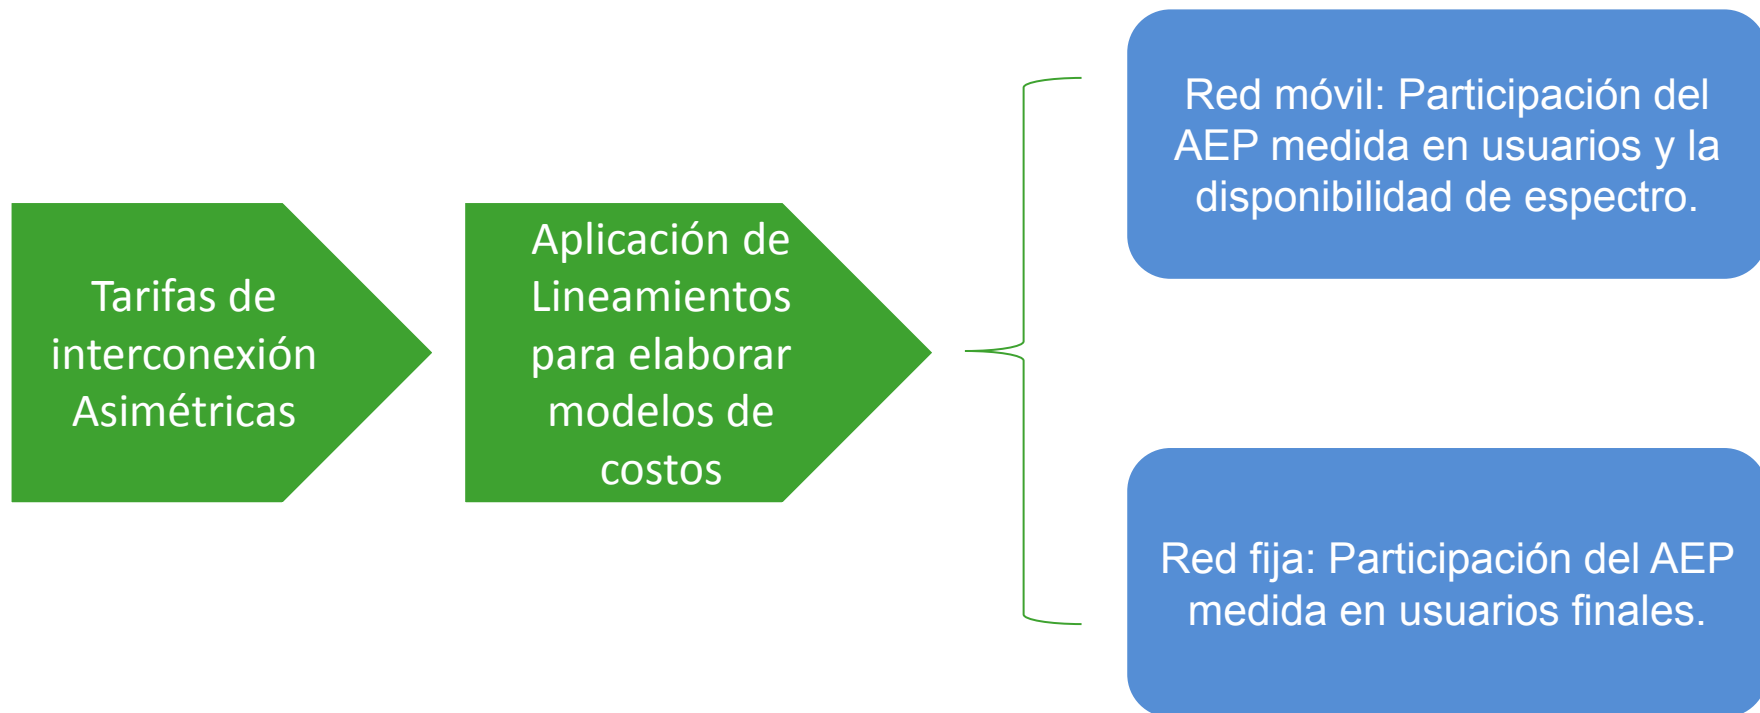 Tarifas de
interconexión
Asimétricas
Aplicación de
Lineamientos
para elaborar
modelos de
costos
Red móvil: Participación del
AEP medida en usuarios y la
disponibilidad de espectro.
Red fija: Participación del AEP
medida en usuarios finales.